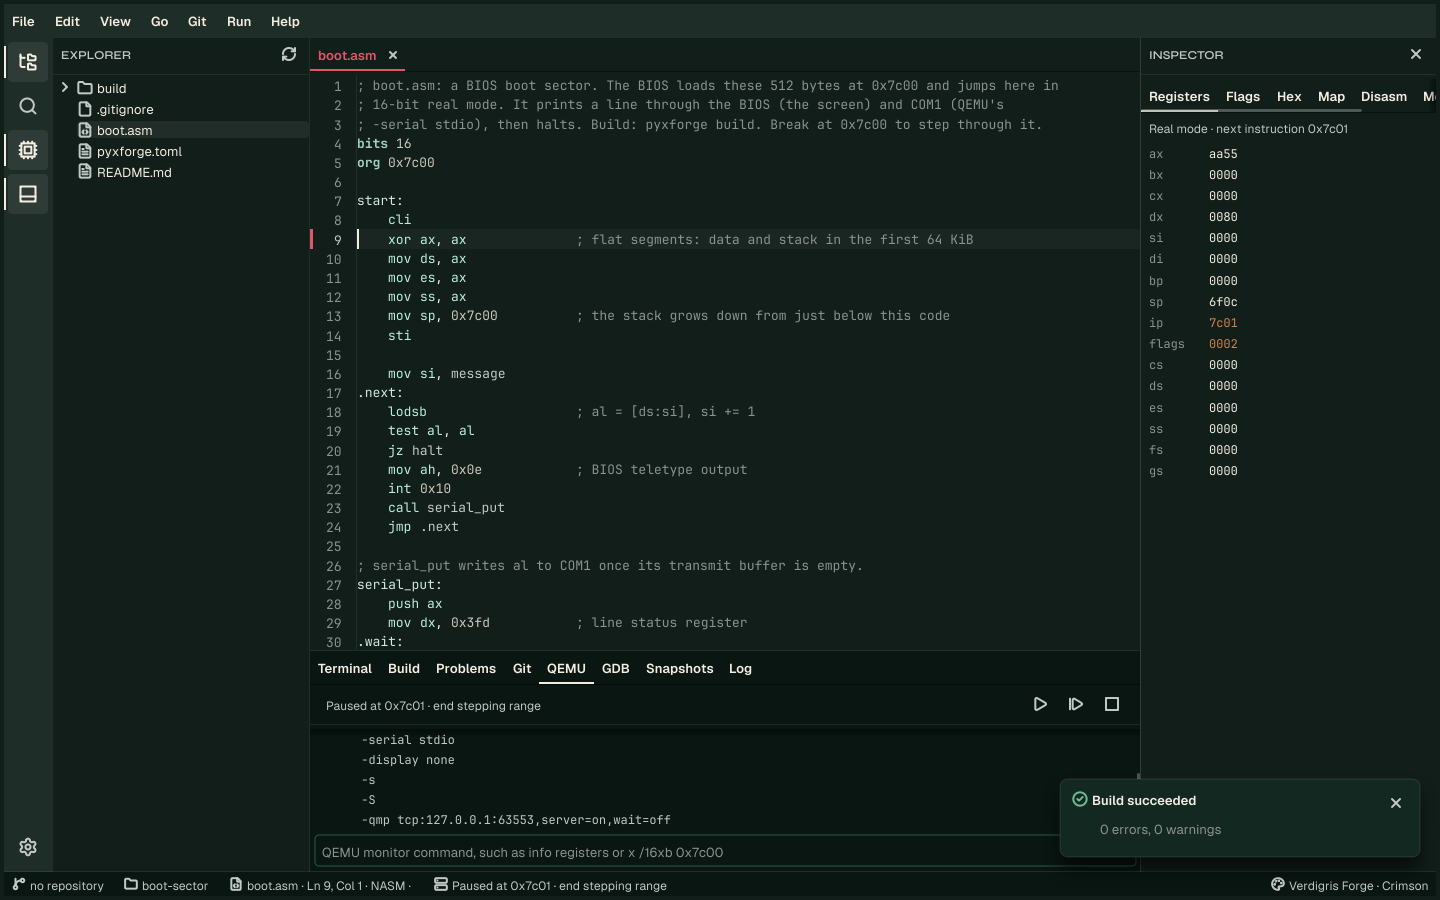 File Edit View Go Git Run Help
EXPLORER
build
.gitignore
boot.asm
pyxforge.toml
README.md
boot.asm
1 ; boot.asm: a BIOS boot sector. The BIOS loads these 512 bytes at 0x7c00 and jumps here in
2 ; 16-bit real mode. It prints a line through the BIOS (the screen) and COM1 (QEMU's
3 ; -serial stdio), then halts. Build: pyxforge build. Break at 0x7c00 to step through it.
4 bits 16
5 org 0x7c00
6
7 start:
8     cli
9     xor ax, ax              ; flat segments: data and stack in the first 64 KiB
10     mov ds, ax
11     mov es, ax
12     mov ss, ax
13     mov sp, 0x7c00          ; the stack grows down from just below this code
14     sti
15
16     mov si, message
17 .next:
18     lodsb                   ; al = [ds:si], si += 1
19     test al, al
20     jz halt
21     mov ah, 0x0e            ; BIOS teletype output
22     int 0x10
23     call serial_put
24     jmp .next
25
26 ; serial_put writes al to COM1 once its transmit buffer is empty.
27 serial_put:
28     push ax
29     mov dx, 0x3fd           ; line status register
30 .wait:
Terminal Build Problems Git QEMU GDB Snapshots Log
Paused at 0x7c01 · end stepping range
-serial stdio
-display none
-s
-S
-qmp tcp:127.0.0.1:63553,server=on,wait=off
QEMU monitor command, such as info registers or x /16xb 0x7c00
INSPECTOR
Registers Flags Hex Map Disasm
Real mode · next instruction 0x7c01
ax aa55
bx 0000
cx 0000
dx 0080
si 0000
di 0000
bp 0000
sp 6f0c
ip 7c01
flags 0002
cs 0000
ds 0000
es 0000
ss 0000
fs 0000
gs 0000
Build succeeded
0 errors, 0 warnings
no repository boot-sector boot.asm · Ln 9, Col 1 · NASM · Paused at 0x7c01 · end stepping range Verdigris Forge · Crimson